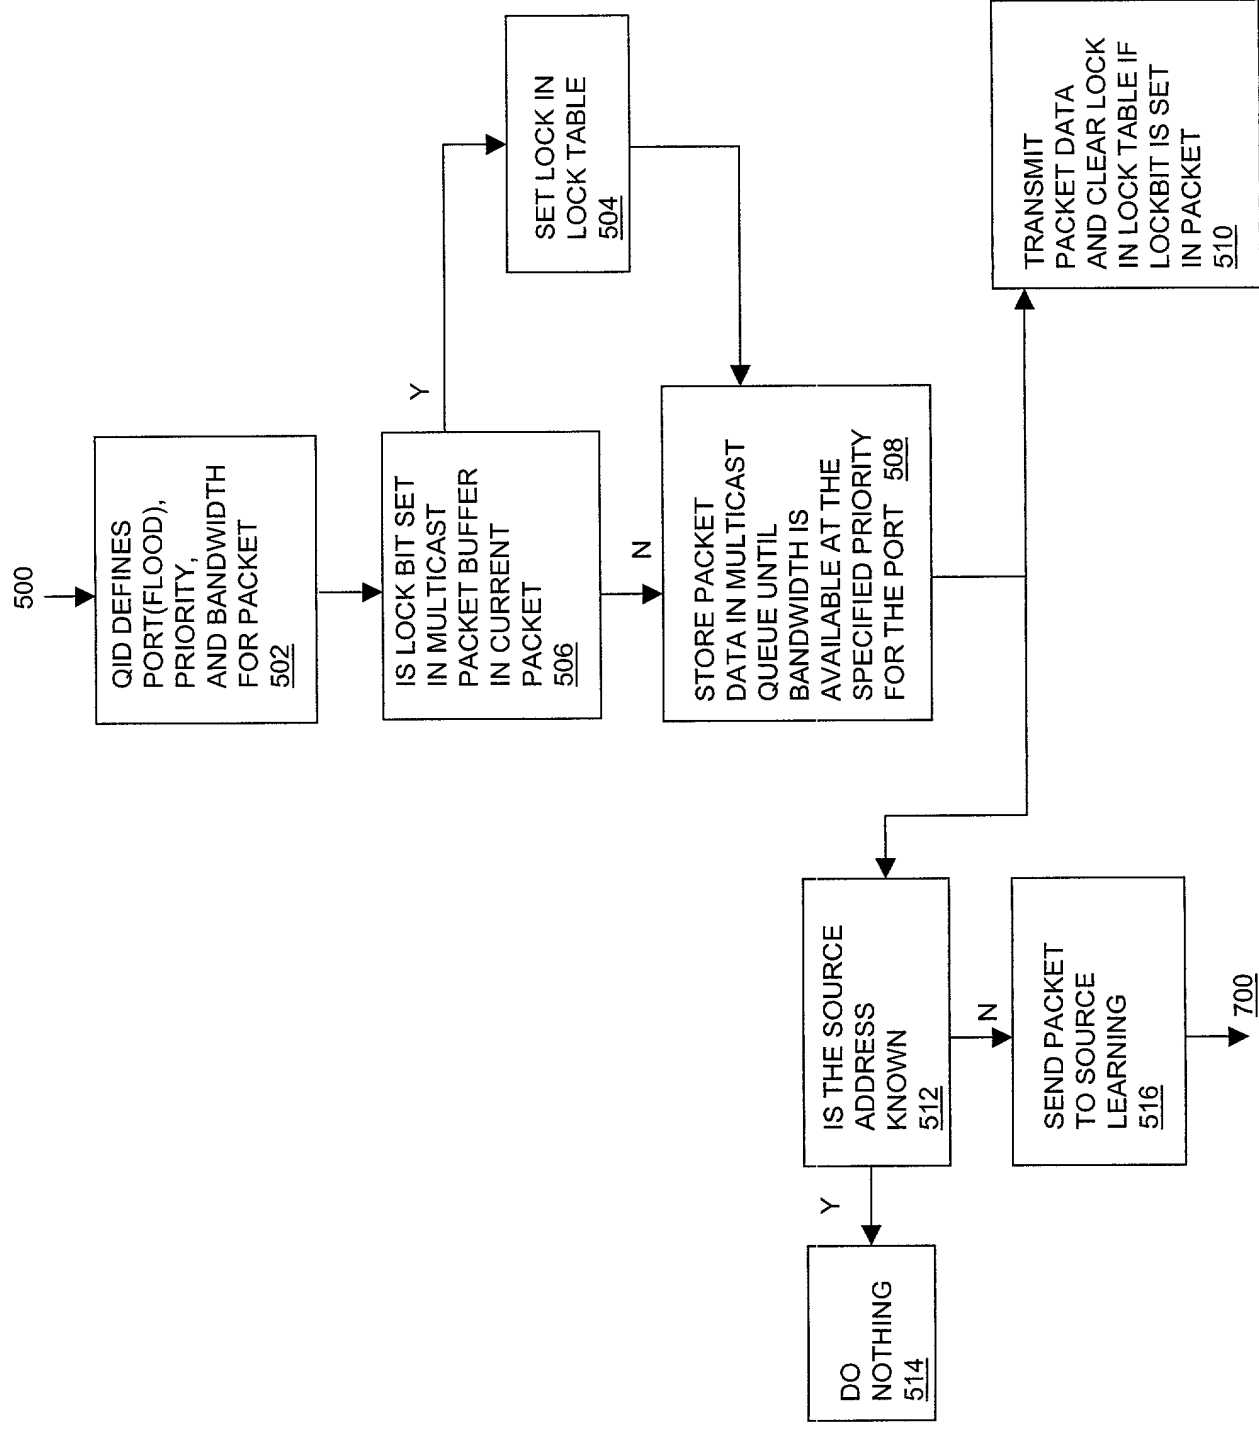 500
QID DEFINES
PORT(FLOOD),
PRIORITY,
AND BANDWIDTH
FOR PACKET
502
IS LOCK BIT SET
IN MULTICAST
PACKET BUFFER
IN CURRENT
PACKET
506
Y
SET LOCK IN
LOCK TABLE
504
N
STORE PACKET
DATA IN MULTICAST
QUEUE UNTIL
BANDWIDTH IS
AVAILABLE AT THE
SPECIFIED PRIORITY
FOR THE PORT 508
TRANSMIT
PACKET DATA
AND CLEAR LOCK
IN LOCK TABLE IF
LOCKBIT IS SET
IN PACKET
510
IS THE SOURCE
ADDRESS
KNOWN
512
Y
DO
NOTHING
514
N
SEND PACKET
TO SOURCE
LEARNING
516
700